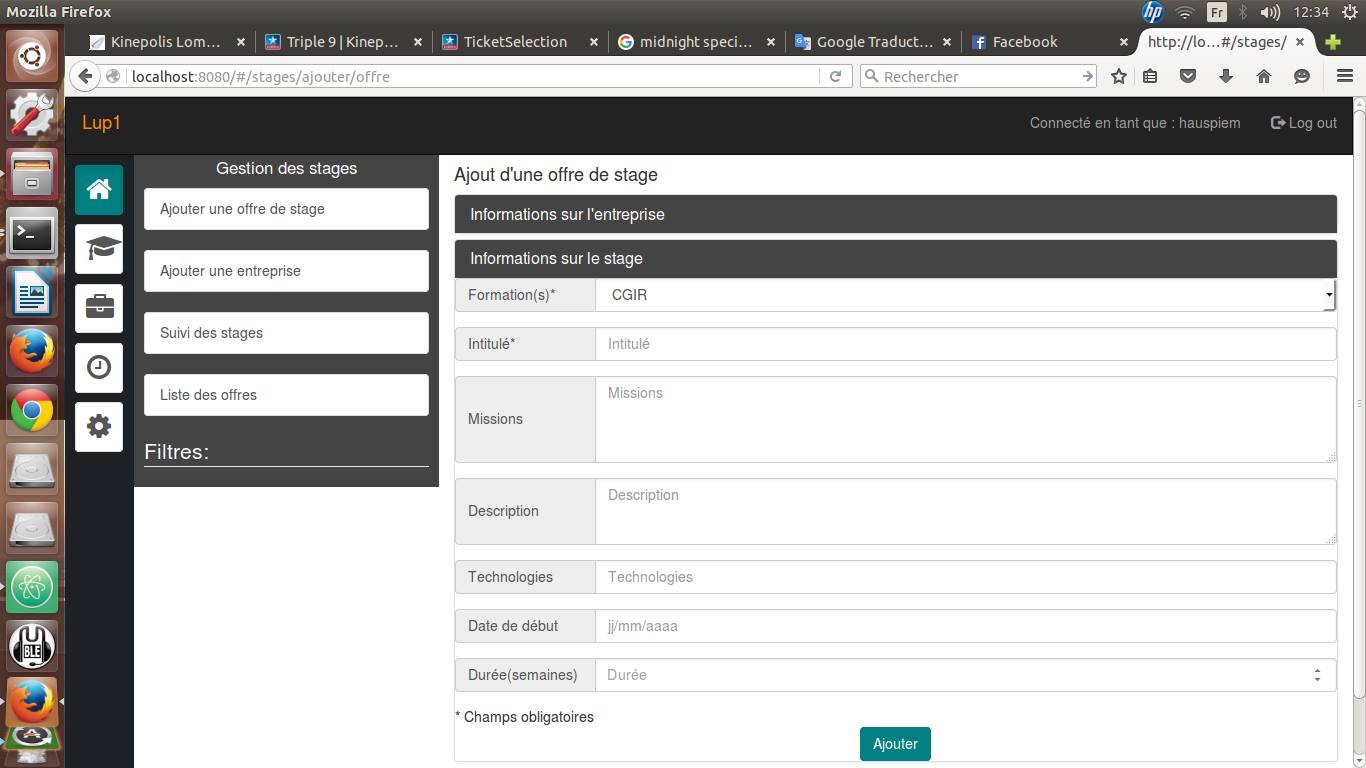 Mozilla Firefox
Fr
12:34
Kinepolis Lom...
Triple 9 | Kinep...
TicketSelection
midnight speci...
Google Traduct...
Facebook
http://lo...#/stages/
localhost:8080/#/stages/ajouter/offre
Rechercher
Lup1
Connecté en tant que : hauspiem
Log out
Gestion des stages
Ajouter une offre de stage
Ajouter une entreprise
Suivi des stages
Liste des offres
Filtres:
Ajout d'une offre de stage
Informations sur l'entreprise
Informations sur le stage
Formation(s)*
CGIR
Intitulé*
Intitulé
Missions
Missions
Description
Description
Technologies
Technologies
Date de début
jj/mm/aaaa
Durée(semaines)
Durée
* Champs obligatoires
Ajouter
hp
BLE